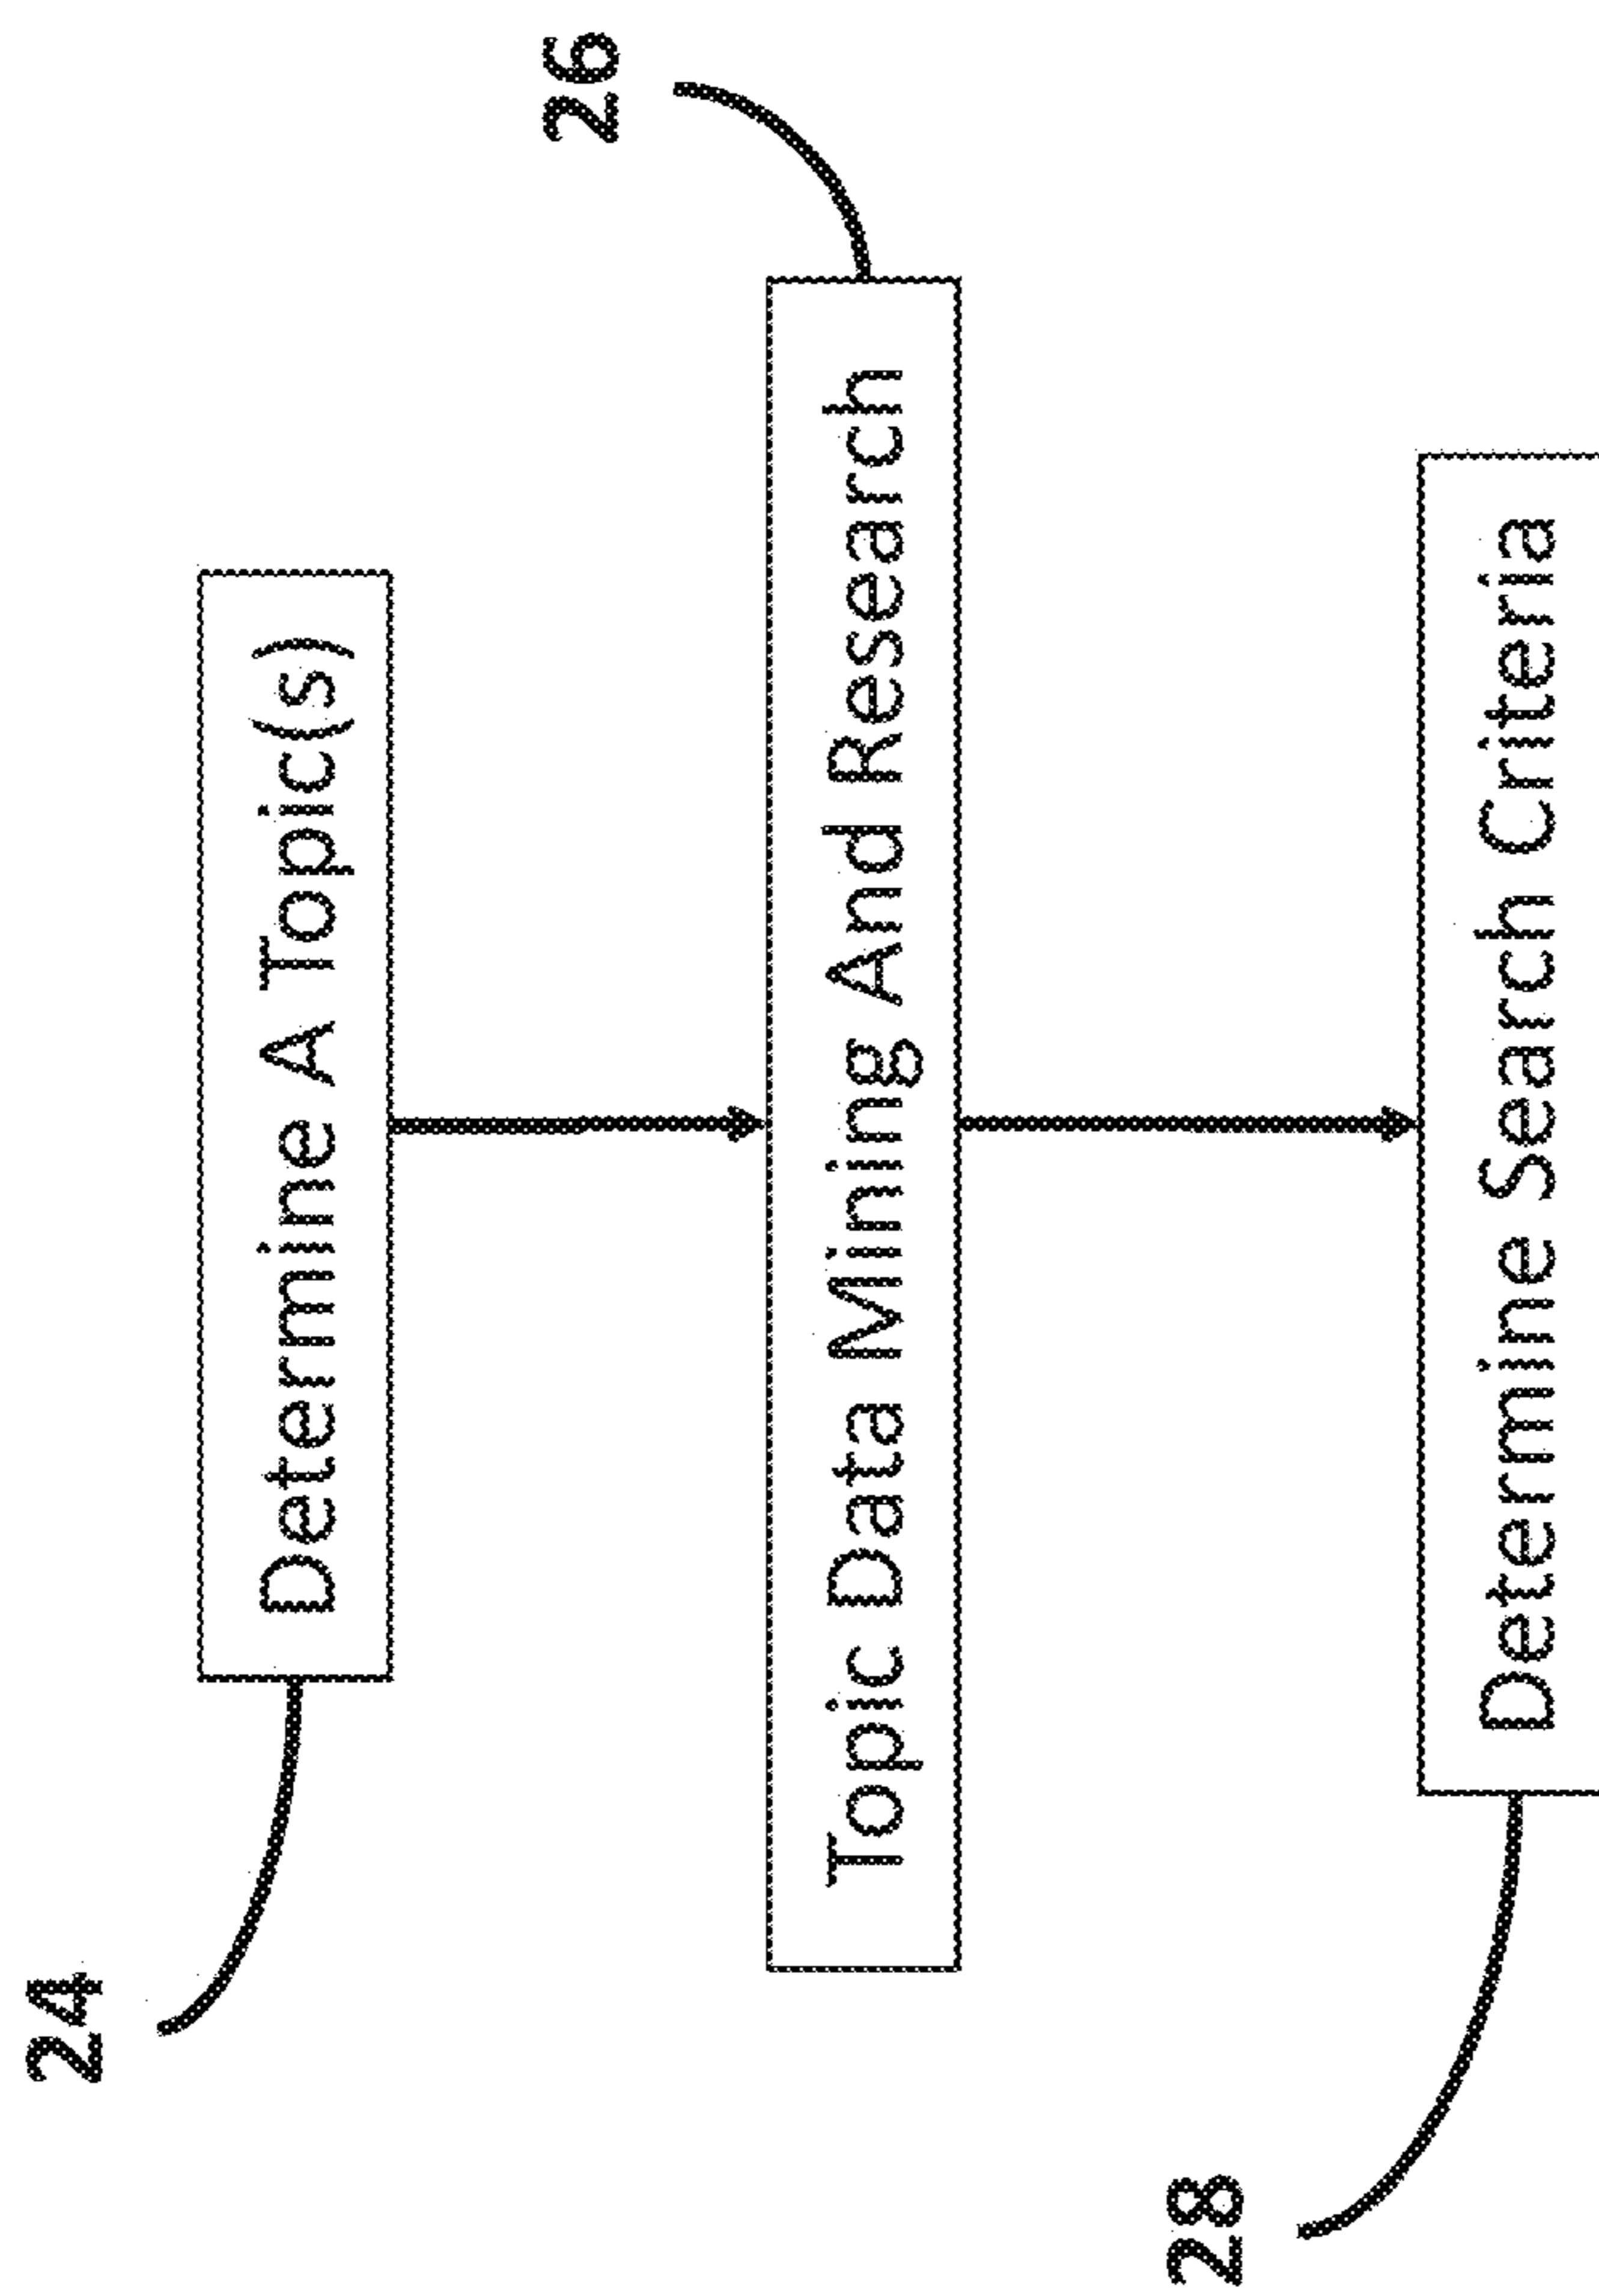 24
Determine A Topic(s)
26
Topic Data Mining And Research
28
Determine Search Criteria